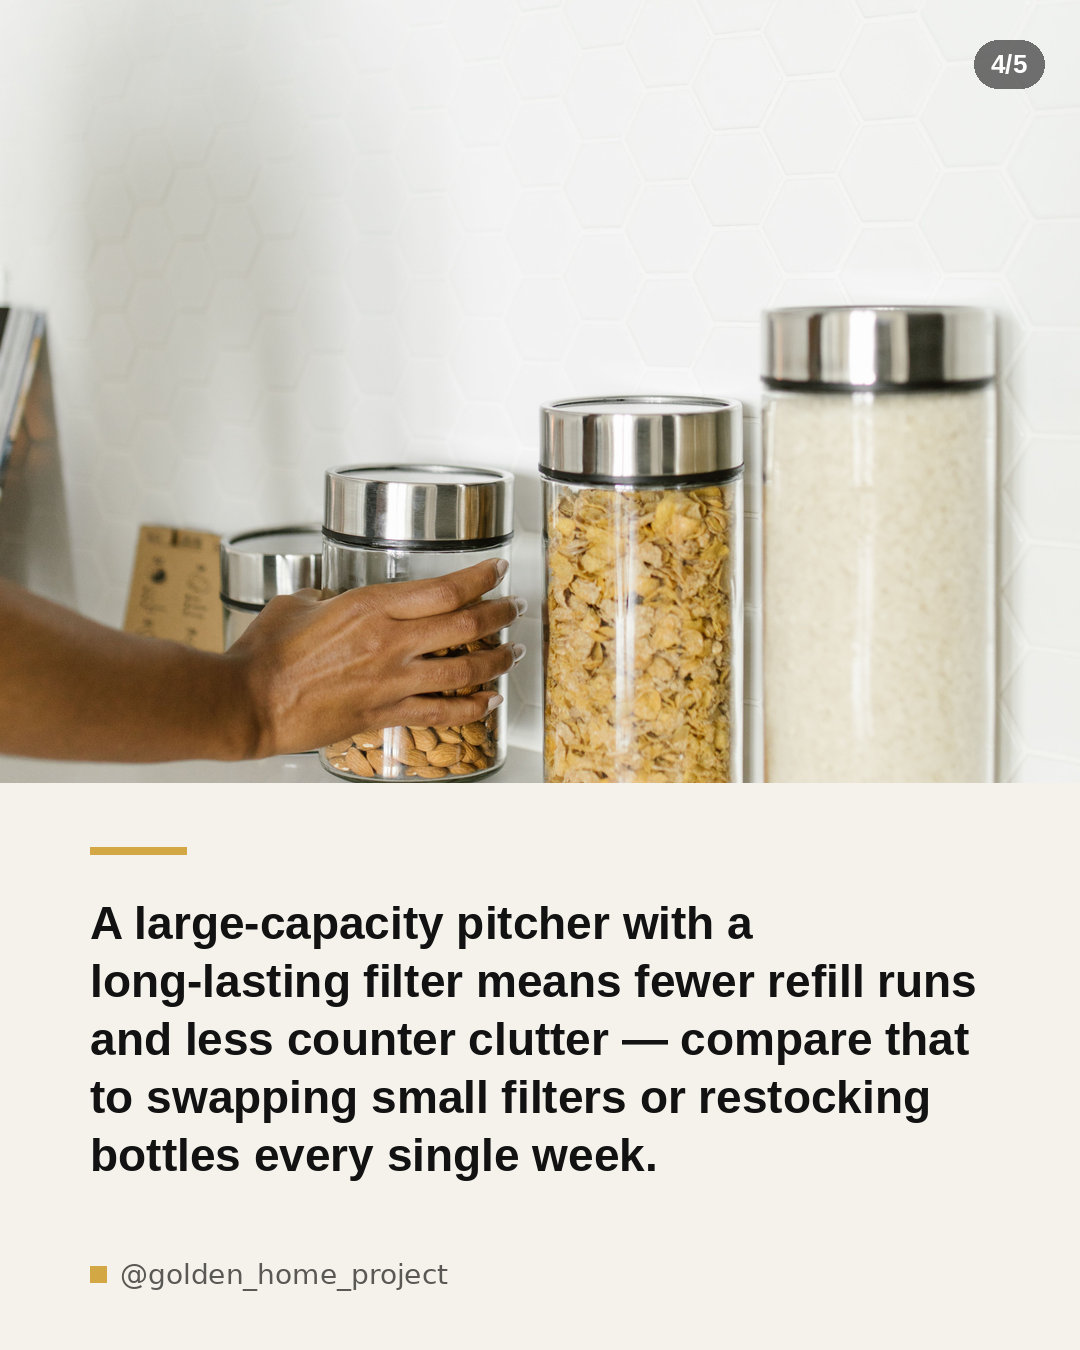 4/5
A large-capacity pitcher with a
long-lasting filter means fewer refill runs
and less counter clutter — compare that
to swapping small filters or restocking
bottles every single week.
@golden_home_project